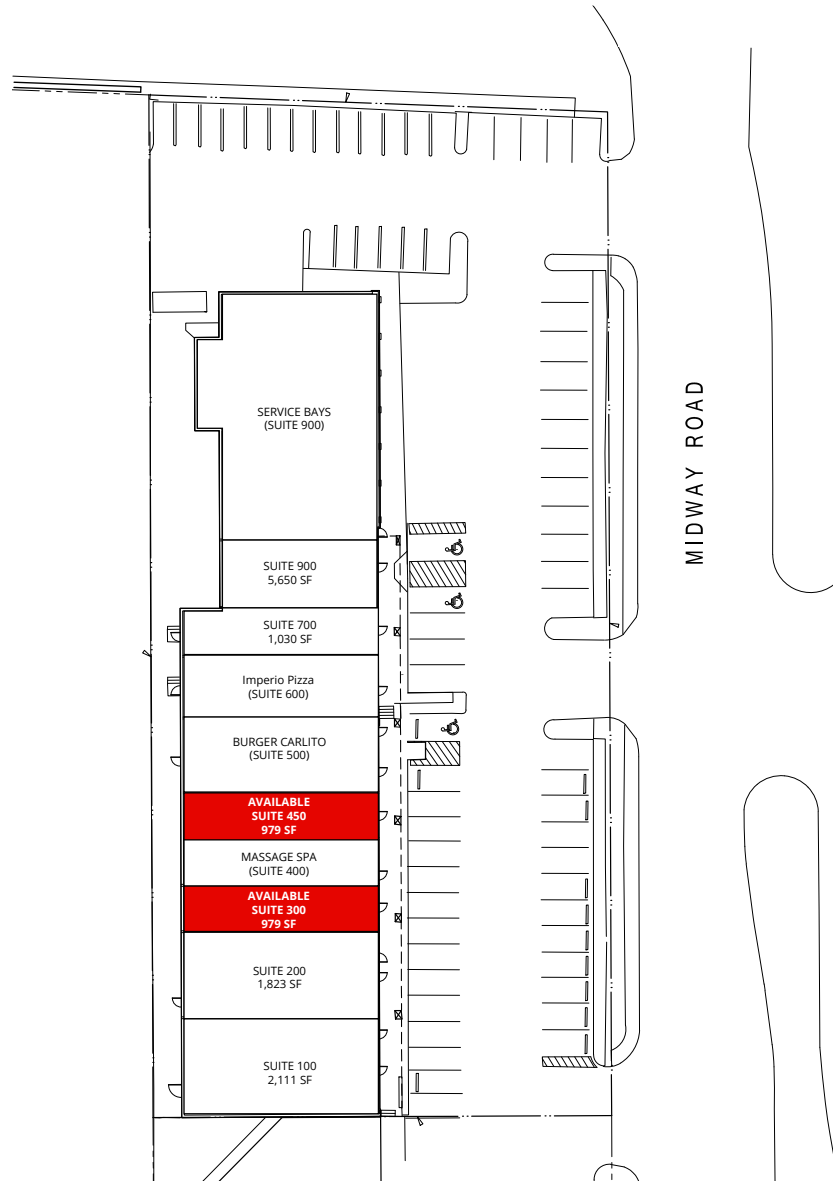 SERVICE BAYS
(SUITE 900)
MIDWAY ROAD
SUITE 900
5,650 SF
SUITE 700
1,030 SF
Imperio Pizza
(SUITE 600)
BURGER CARLITO
(SUITE 500)
AVAILABLE
SUITE 450
979 SF
MASSAGE SPA
(SUITE 400)
AVAILABLE
SUITE 300
979 SF
SUITE 200
1,823 SF
SUITE 100
2,111 SF